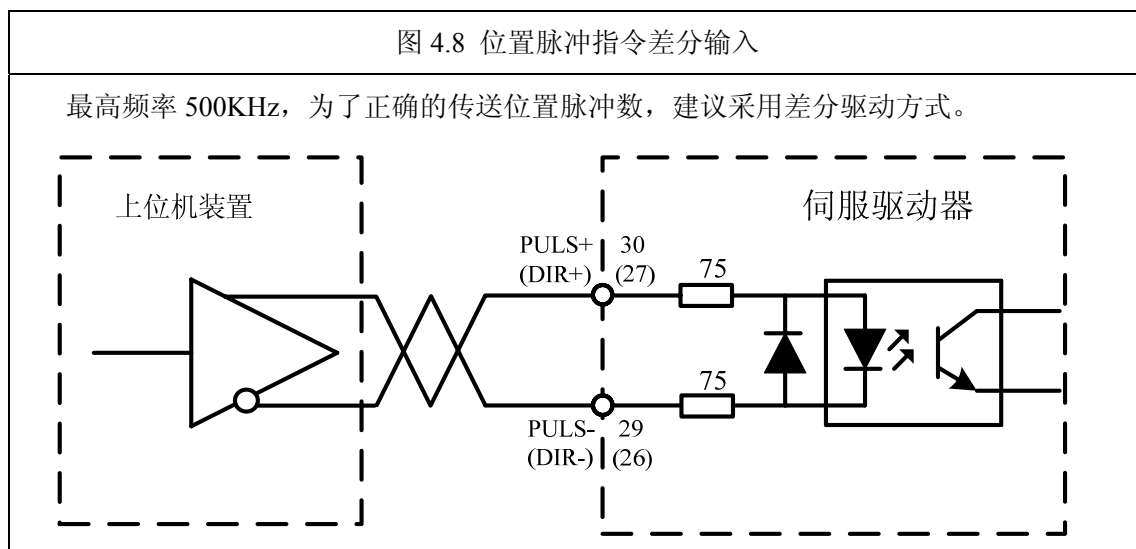 图 4.8 位置脉冲指令差分输入
最高频率 500KHz，为了正确的传送位置脉冲数，建议采用差分驱动方式。
上位机装置
伺服驱动器
PULS+ 30
(DIR+) (27)
75
75
PULS- 29
(DIR-) (26)